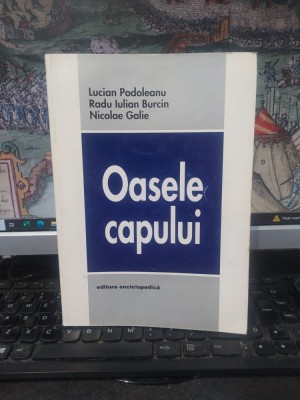 Lucian Podoleanu
Radu Iulian Burcin
Nicolae Galie
Oasele
capului
editura enciclopedică